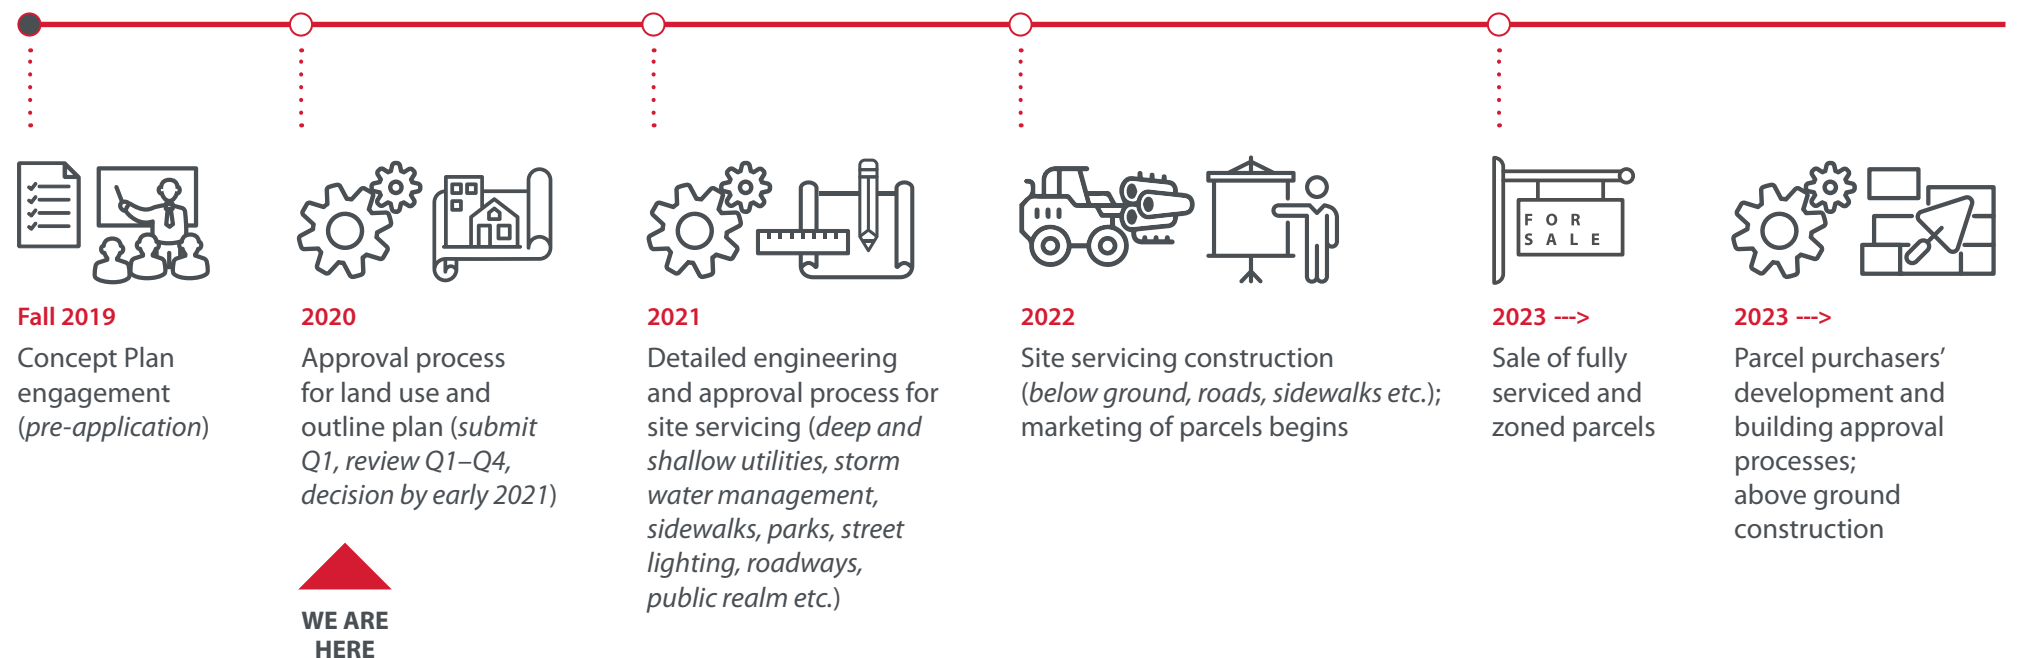 Fall 2019
Concept Plan
engagement
(pre-application)
2020
Approval process
for land use and
outline plan (submit
Q1, review Q1–Q4,
decision by early 2021)
WE ARE
HERE
2021
Detailed engineering
and approval process for
site servicing (deep and
shallow utilities, storm
water management,
sidewalks, parks, street
lighting, roadways,
public realm etc.)
2022
Site servicing construction
(below ground, roads, sidewalks etc.);
marketing of parcels begins
FOR
SALE
2023 --->
Sale of fully
serviced and
zoned parcels
2023 --->
Parcel purchasers’
development and
building approval
processes;
above ground
construction